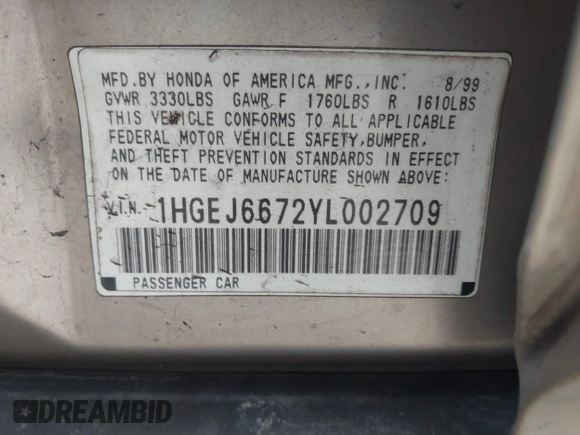 MFD.BY HONDA OF AMERICA MFG.,INC. 8/99
GVWR 3330LBS GAWR F 1760LBS R 1610LBS
THIS VEHICLE CONFORMS TO ALL APPLICABLE
FEDERAL MOTOR VEHICLE SAFETY,BUMPER,
AND THEFT PREVENTION STANDARDS IN EFFECT
ON THE DATE OF MANUFACTURE SHOWN ABOVE:
V.I.N. 1HGEJ6672YL002709
PASSENGER CAR
DREAMBID